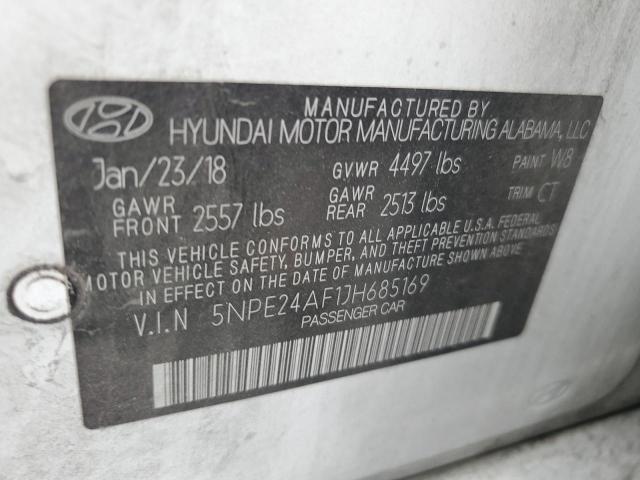 MANUFACTURED BY
HYUNDAI MOTOR MANUFACTURING ALABAMA, LLC
Jan/23/18 GVWR 4497 lbs PAINT W8
GAWR FRONT 2557 lbs GAWR REAR 2513 lbs TRIM CT
THIS VEHICLE CONFORMS TO ALL APPLICABLE U.S.A. FEDERAL
MOTOR VEHICLE SAFETY, BUMPER, AND THEFT PREVENTION STANDARDS
IN EFFECT ON THE DATE OF MANUFACTURE SHOWN ABOVE.
V.I.N 5NPE24AF1JH685169
PASSENGER CAR